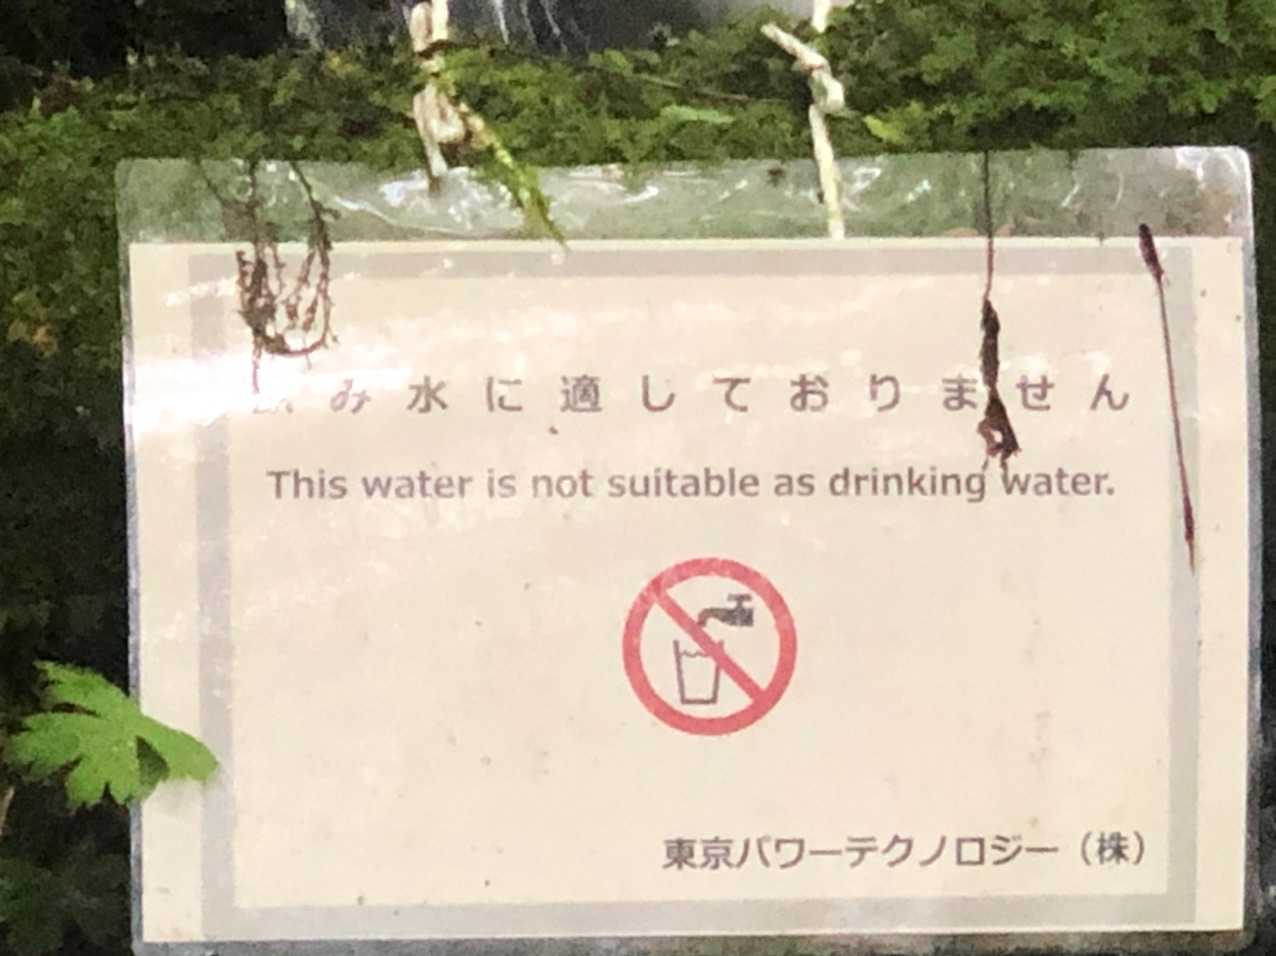 飲み水に適しておりません
This water is not suitable as drinking water.
東京パワーテクノロジー（株）